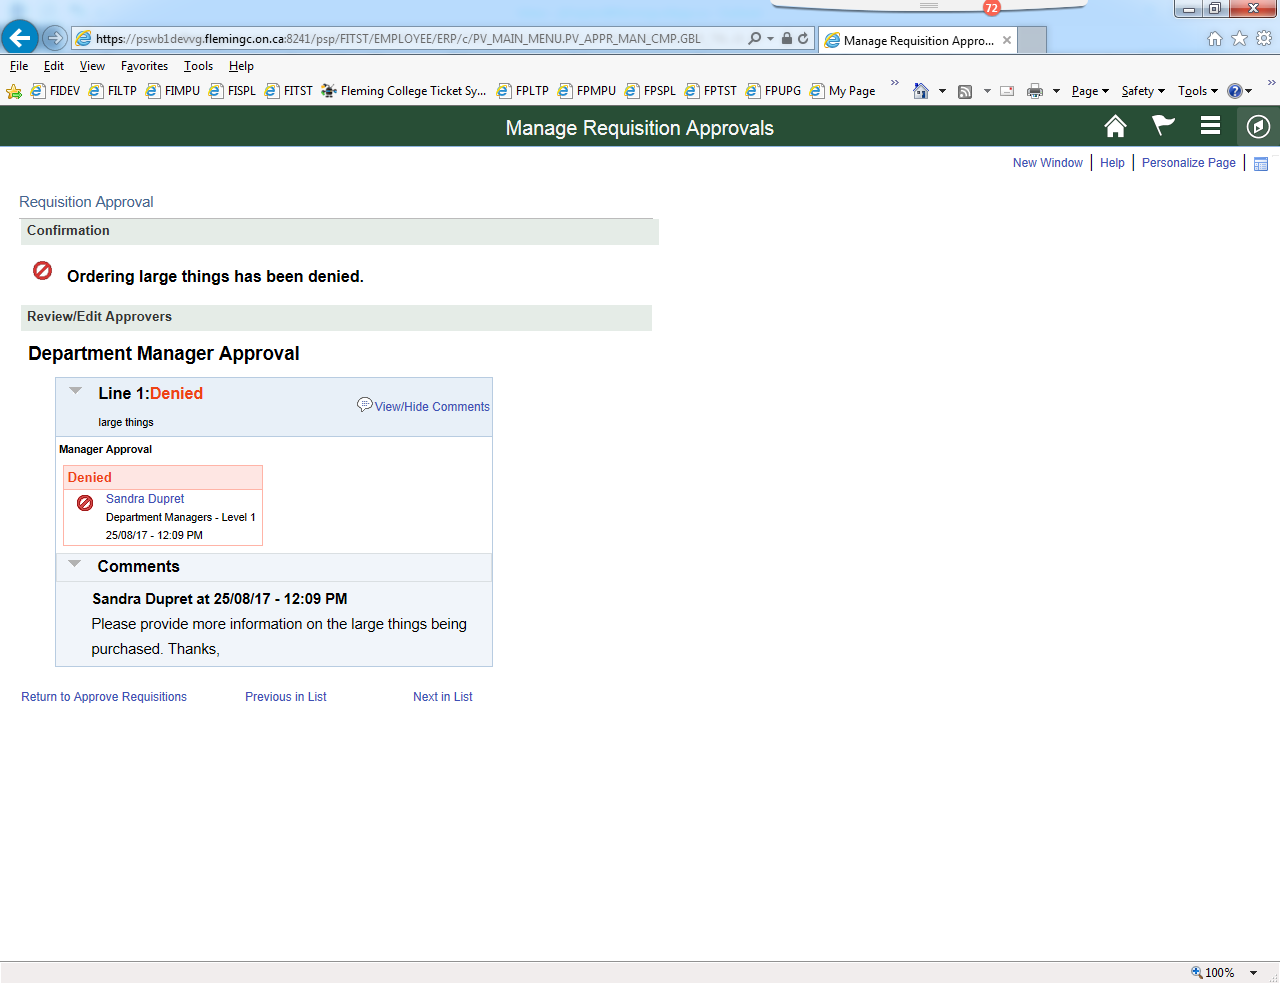 72
https://pswb1devvg.flemingc.on.ca:8241/psp/FITST/EMPLOYEE/ERP/c/PV_MAIN_MENU.PV_APPR_MAN_CMP.GBL
Manage Requisition Appro...
File Edit View Favorites Tools Help
FIDEV FILTP FIMPU FISPL FITST Fleming College Ticket Sy... FPLTP FPMPU FPSPL FPTST FPUPG My Page » Page Safety Tools »
Manage Requisition Approvals
New Window | Help | Personalize Page |
Requisition Approval
Confirmation
Ordering large things has been denied.
Review/Edit Approvers
Department Manager Approval
Line 1:Denied
View/Hide Comments
large things
Manager Approval
Denied
Sandra Dupret
Department Managers - Level 1
25/08/17 - 12:09 PM
Comments
Sandra Dupret at 25/08/17 - 12:09 PM
Please provide more information on the large things being
purchased. Thanks,
Return to Approve Requisitions Previous in List Next in List
100%